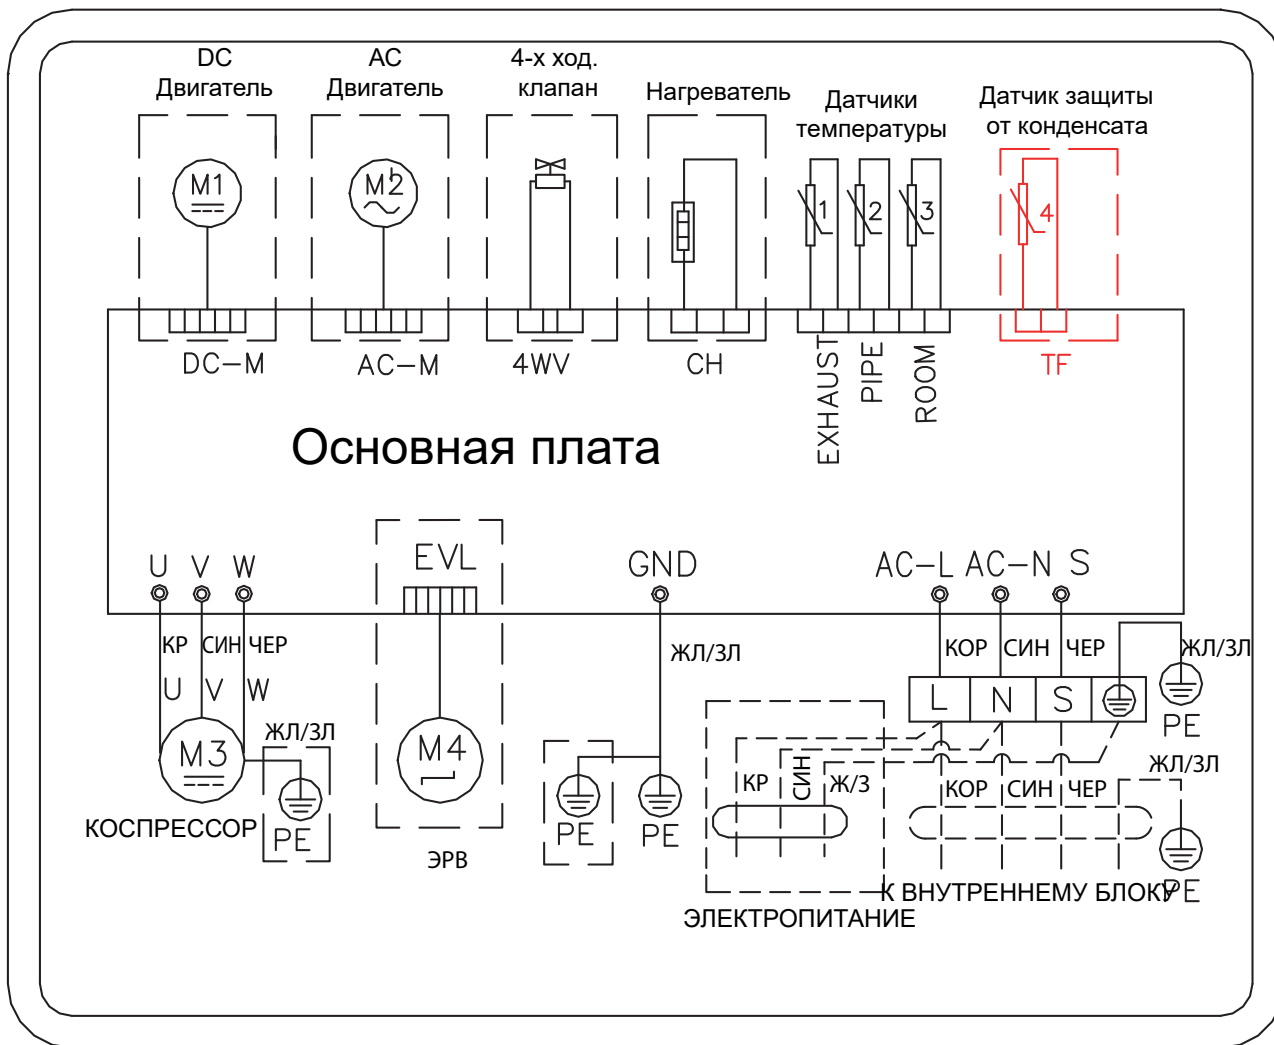 DC
Двигатель
AC
Двигатель
4-х ход.
клапан
Нагреватель
Датчики
температуры
Датчик защиты
от конденсата
M1
M2
1
2
3
4
DC-M
AC-M
4WV
CH
EXHAUST
PIPE
ROOM
TF
Основная плата
U V W
EVL
GND
AC-L AC-N S
КР СИН ЧЕР
ЖЛ/ЗЛ
КОР СИН ЧЕР
ЖЛ/ЗЛ
U V W
L N S
PE
M3
ЖЛ/ЗЛ
PE
КОСПРЕССОР
M4
ЭРВ
PE
PE
КР
СИН
Ж/З
ЭЛЕКТРОПИТАНИЕ
КОР СИН ЧЕР
ЖЛ/ЗЛ
PE
К ВНУТРЕННЕМУ БЛОКУ